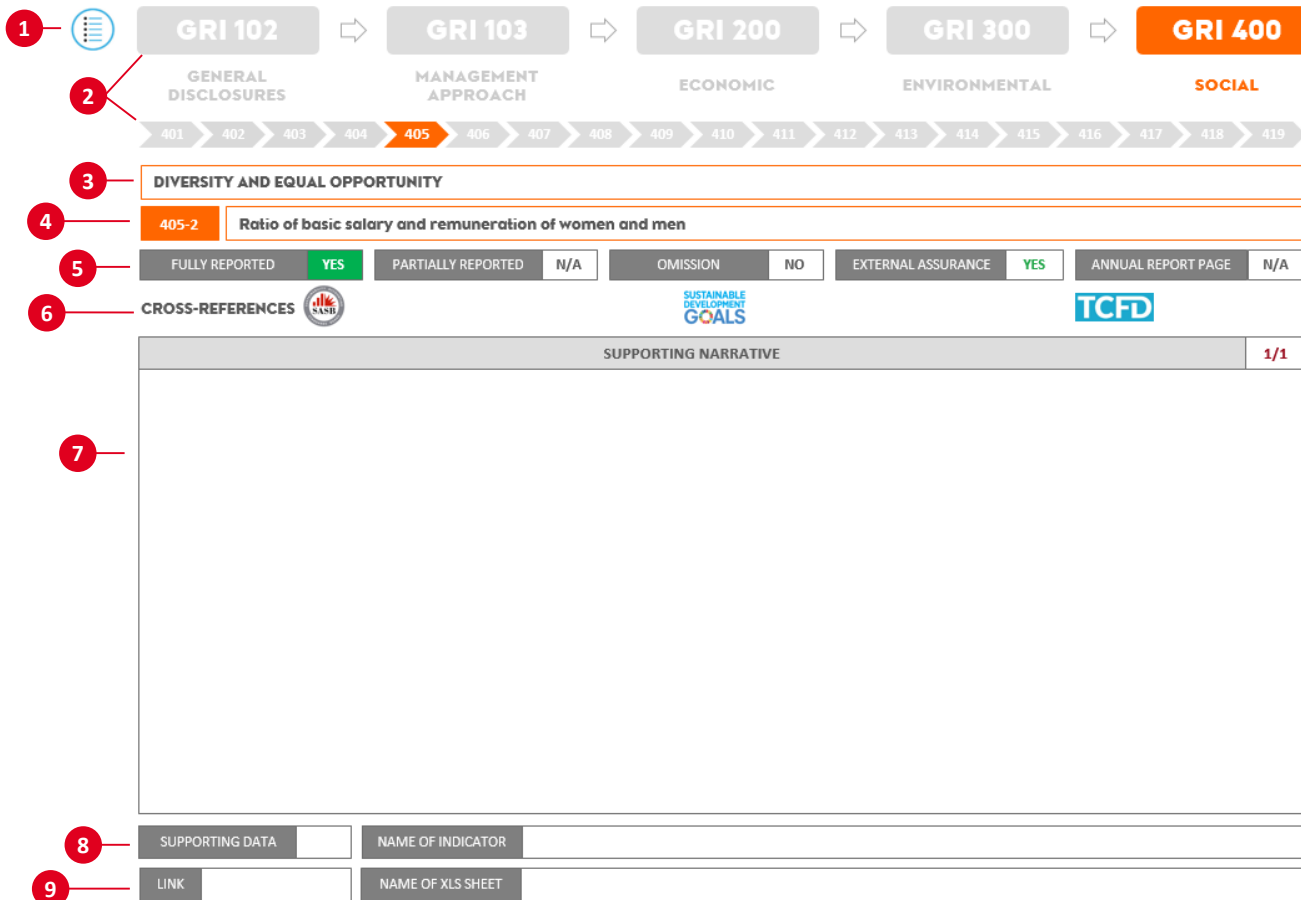 1
GRI 102 GRI 103 GRI 200 GRI 300 GRI 400
2
GENERAL DISCLOSURES MANAGEMENT APPROACH ECONOMIC ENVIRONMENTAL SOCIAL
401 402 403 404 405 406 407 408 409 410 411 412 413 414 415 416 417 418 419
3
DIVERSITY AND EQUAL OPPORTUNITY
4
405-2 Ratio of basic salary and remuneration of women and men
5
FULLY REPORTED YES PARTIALLY REPORTED N/A OMISSION NO EXTERNAL ASSURANCE YES ANNUAL REPORT PAGE N/A
6
CROSS-REFERENCES SASB SUSTAINABLE DEVELOPMENT GOALS TCFD
SUPPORTING NARRATIVE 1/1
7
8
SUPPORTING DATA NAME OF INDICATOR
9
LINK NAME OF XLS SHEET